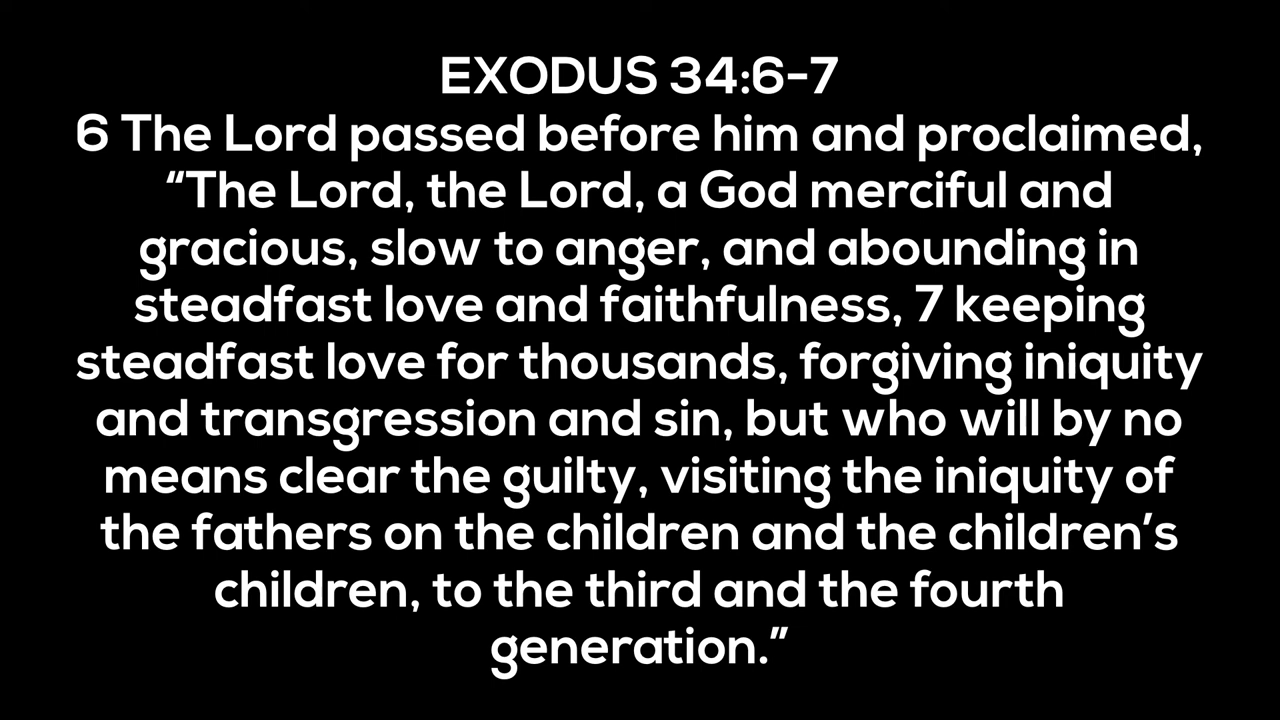 EXODUS 34:6-7
6 The Lord passed before him and proclaimed,
“The Lord, the Lord, a God merciful and
gracious, slow to anger, and abounding in
steadfast love and faithfulness, 7 keeping
steadfast love for thousands, forgiving iniquity
and transgression and sin, but who will by no
means clear the guilty, visiting the iniquity of
the fathers on the children and the children’s
children, to the third and the fourth
generation.”